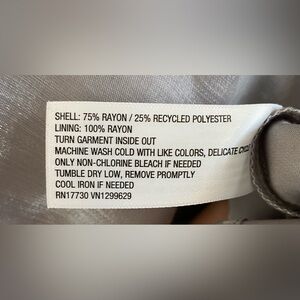 SHELL: 75% RAYON / 25% RECYCLED POLYESTER
LINING: 100% RAYON
TURN GARMENT INSIDE OUT
MACHINE WASH COLD WITH LIKE COLORS, DELICATE CYCL
ONLY NON-CHLORINE BLEACH IF NEEDED
TUMBLE DRY LOW, REMOVE PROMPTLY
COOL IRON IF NEEDED
RN17730 VN1299629